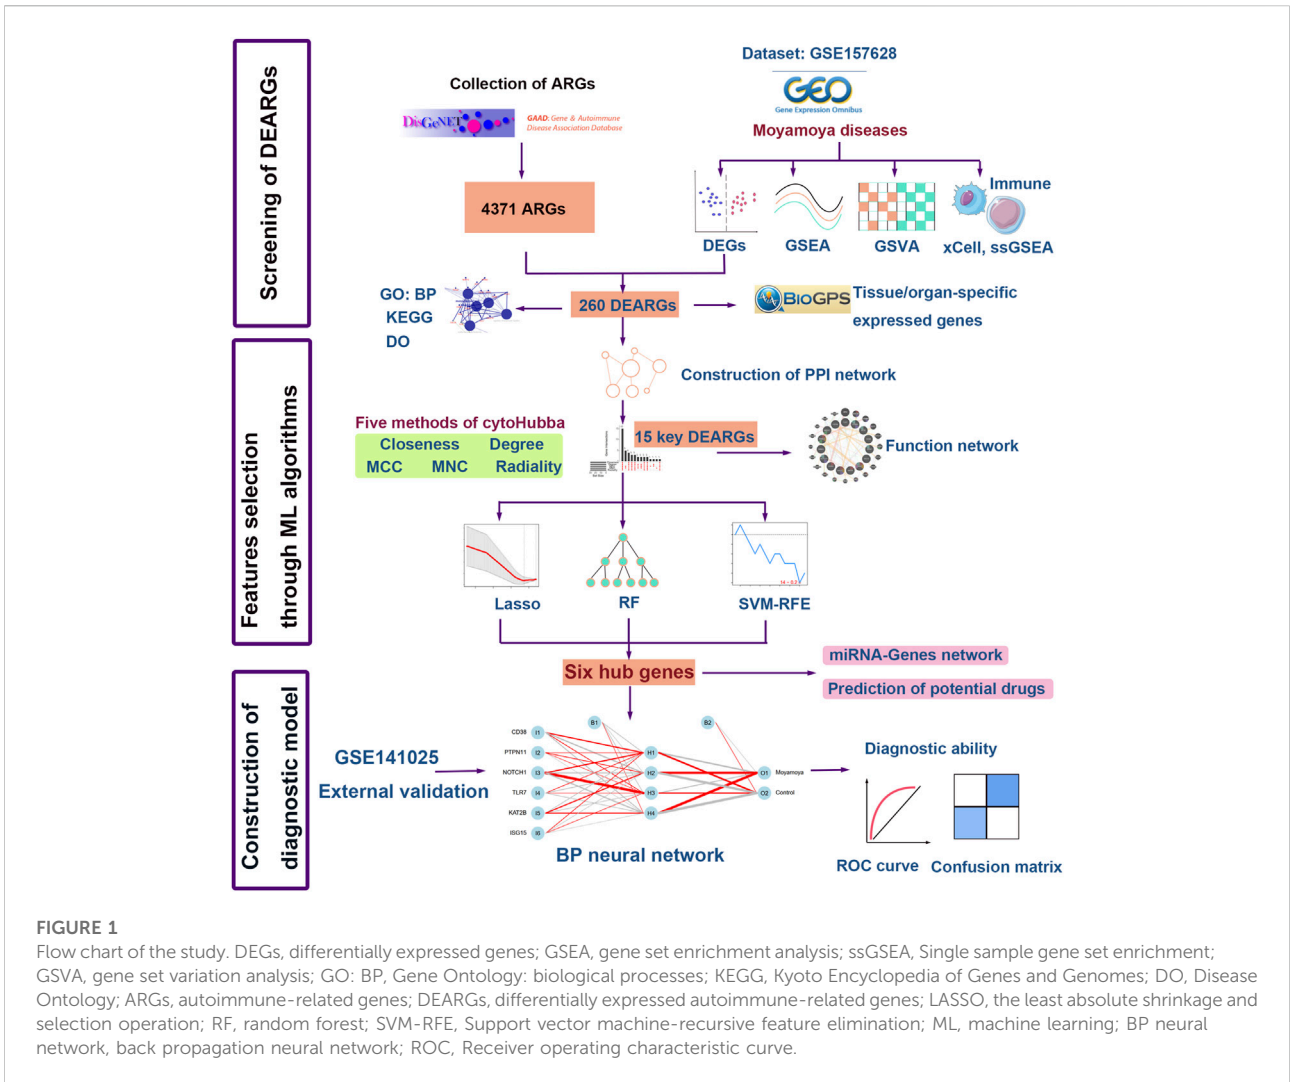 Screening of DEARGs
Collection of ARGs
DisGeNET
GAAD: Gene & Autoimmune
Disease Association Database
4371 ARGs
Dataset: GSE157628
GEO
Gene Expression Omnibus
Moyamoya diseases
DEGs
GSEA
GSVA
Immune
xCell, ssGSEA
GO: BP
KEGG
DO
260 DEARGs
BIOGPS
Tissue/organ-specific
expressed genes
Features selection
through ML algorithms
Construction of PPI network
Five methods of cytoHubba
Closeness Degree
MCC MNC Radiality
15 key DEARGs
Function network
Lasso
RF
SVM-RFE
Six hub genes
miRNA-Genes network
Prediction of potential drugs
Construction of
diagnostic model
GSE141025
External validation
B1
B2
CD38 I1
PTPN11 I2
NOTCH1 I3
TLR7 I4
KAT2B I5
ISG15 I6
H1
H2
H3
H4
O1 Moyamoya
O2 Control
BP neural network
Diagnostic ability
ROC curve
Confusion matrix
FIGURE 1
Flow chart of the study. DEGs, differentially expressed genes; GSEA, gene set enrichment analysis; ssGSEA, Single sample gene set enrichment;
GSVA, gene set variation analysis; GO: BP, Gene Ontology: biological processes; KEGG, Kyoto Encyclopedia of Genes and Genomes; DO, Disease
Ontology; ARGs, autoimmune-related genes; DEARGs, differentially expressed autoimmune-related genes; LASSO, the least absolute shrinkage and
selection operation; RF, random forest; SVM-RFE, Support vector machine-recursive feature elimination; ML, machine learning; BP neural
network, back propagation neural network; ROC, Receiver operating characteristic curve.